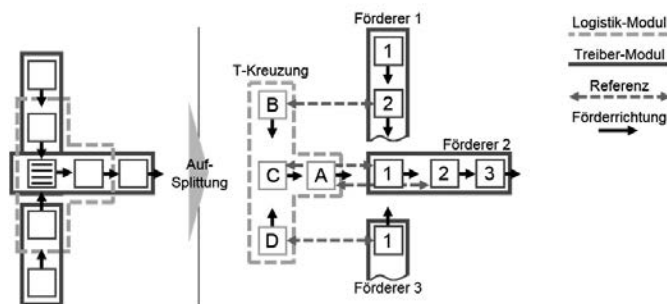 Förderer 1
Logistik-Modul
Treiber-Modul
T-Kreuzung
1
B
2
Referenz
Förderrichtung
Förderer 2
Auf-
Splittung
C
A
1
2
3
D
1
Förderer 3